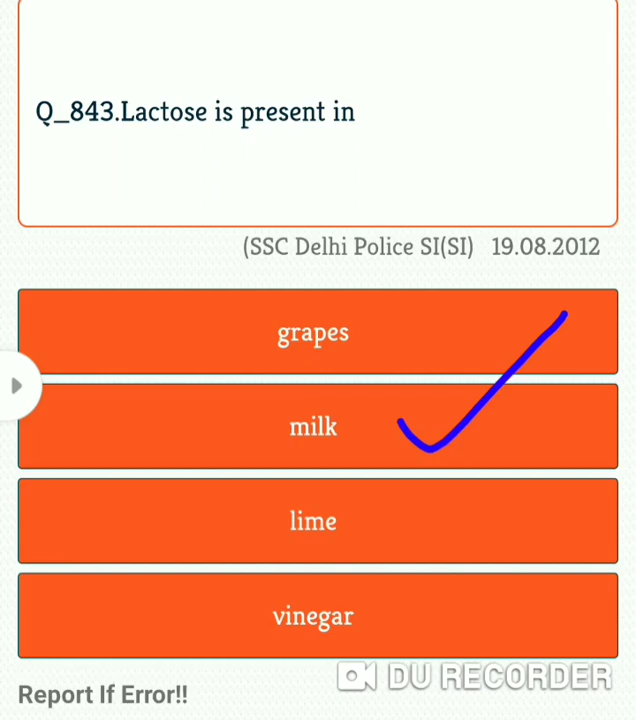 Q_843.Lactose is present in
(SSC Delhi Police SI(SI) 19.08.2012
grapes
milk
lime
vinegar
DU RECORDER
Report If Error!!